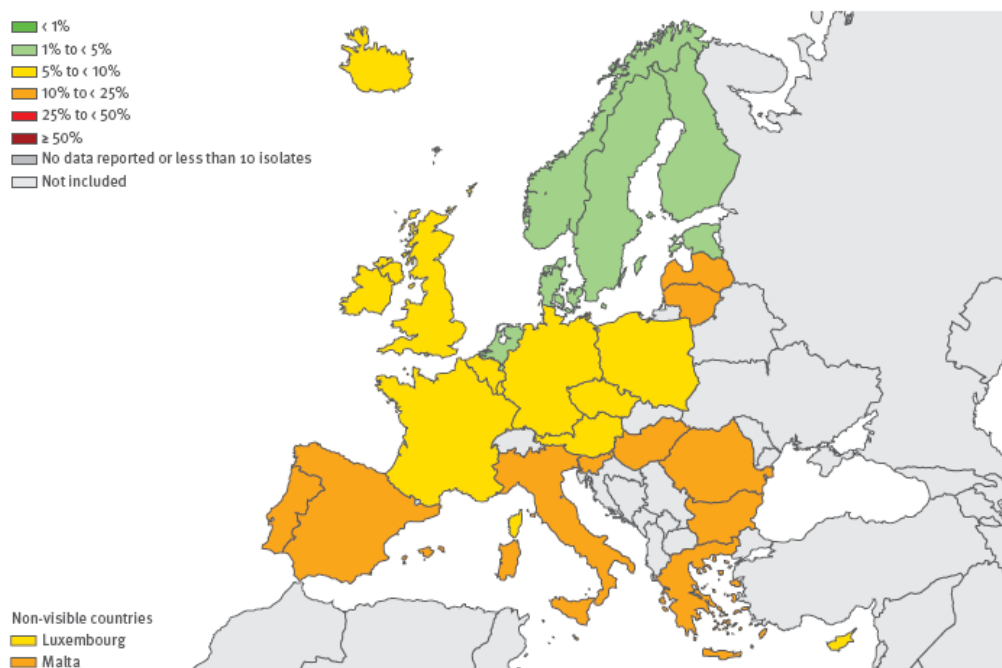 < 1%
1% to < 5%
5% to < 10%
10% to < 25%
25% to < 50%
≥ 50%
No data reported or less than 10 isolates
Not included
Non-visible countries
Luxembourg
Malta